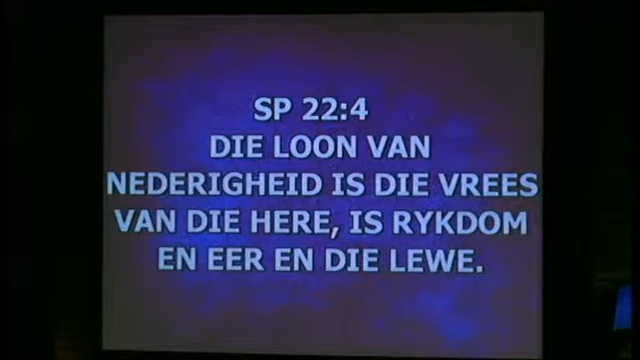 SP 22:4
DIE LOON VAN
NEDERIGHEID IS DIE VREES
VAN DIE HERE, IS RYKDOM
EN EER EN DIE LEWE.